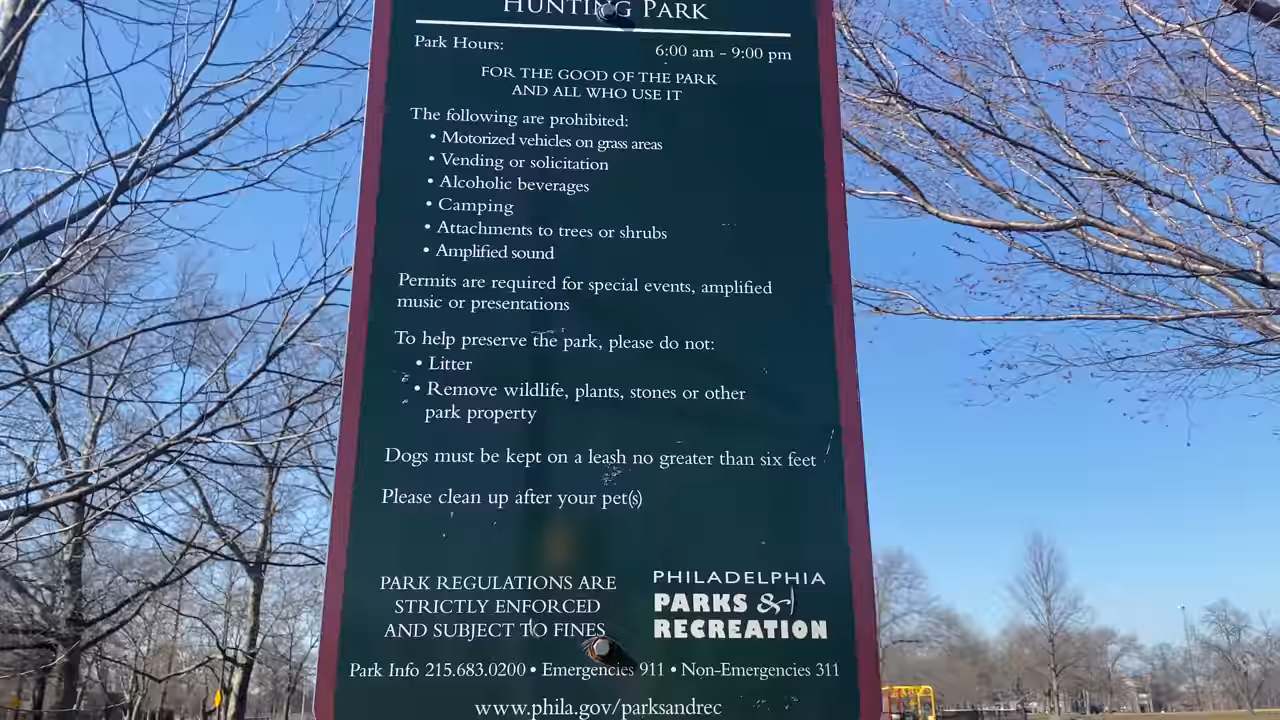 HUNTING PARK
Park Hours: 6:00 am - 9:00 pm
FOR THE GOOD OF THE PARK
AND ALL WHO USE IT
The following are prohibited:
• Motorized vehicles on grass areas
• Vending or solicitation
• Alcoholic beverages
• Camping
• Attachments to trees or shrubs
• Amplified sound
Permits are required for special events, amplified
music or presentations
To help preserve the park, please do not:
• Litter
• Remove wildlife, plants, stones or other
park property
Dogs must be kept on a leash no greater than six feet
Please clean up after your pet(s)
PARK REGULATIONS ARE
STRICTLY ENFORCED
AND SUBJECT TO FINES
PHILADELPHIA
PARKS &
RECREATION
Park Info 215.683.0200 • Emergencies 911 • Non-Emergencies 311
www.phila.gov/parksandrec